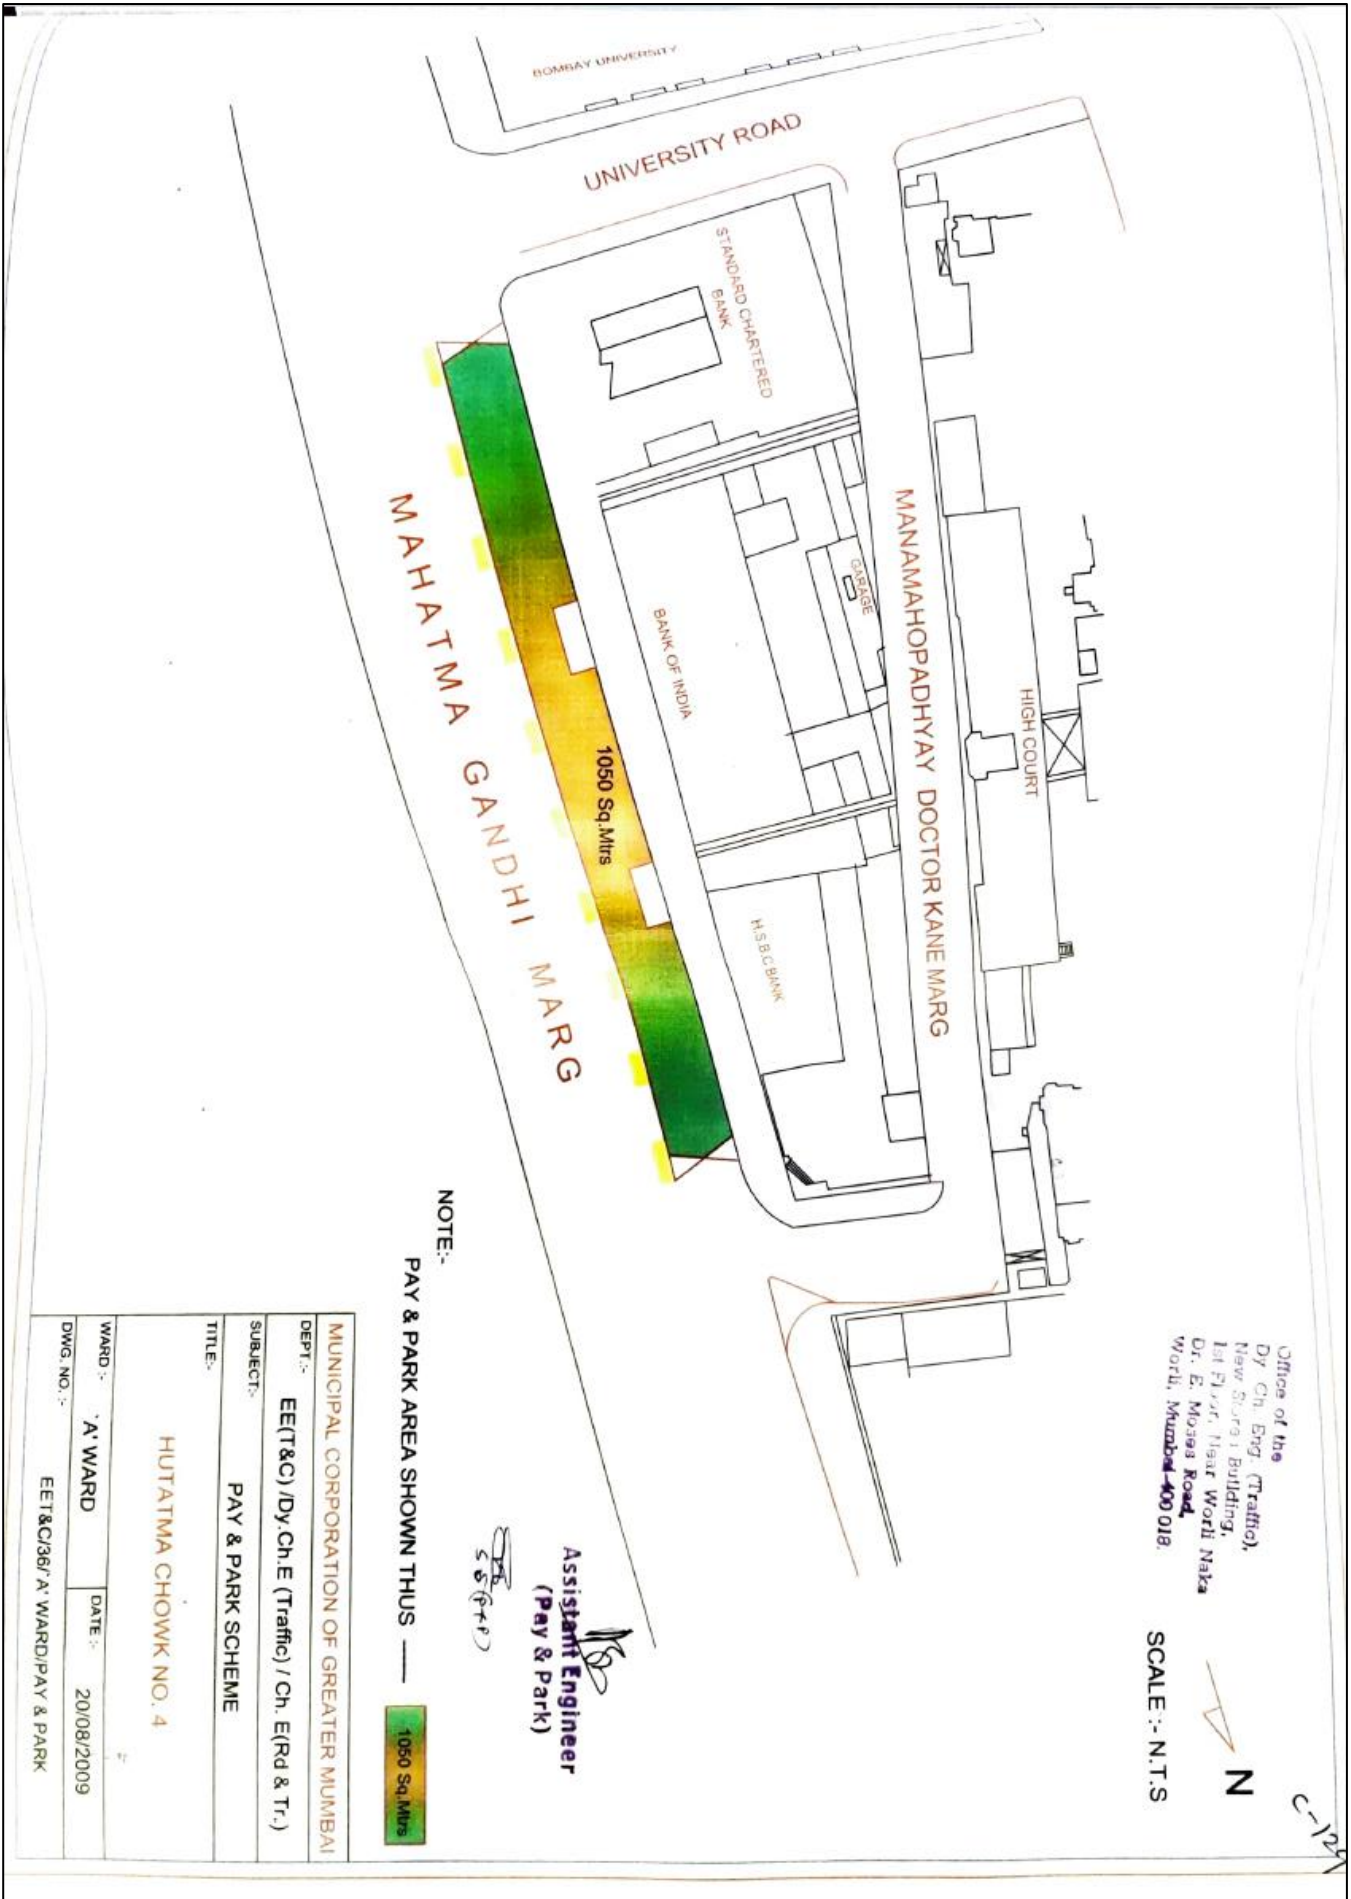 C-129
Office of the
Dy Ch. Eng. (Traffic),
New Stores Building,
1st Floor, Near Worli Naka
Dr. E. Moses Road,
Worli, Mumbai-400 018.
N
SCALE :- N.T.S
BOMBAY UNIVERSITY
UNIVERSITY ROAD
STANDARD CHARTERED
BANK
HIGH COURT
MANAMAHOPADHYAY DOCTOR KANE MARG
GARAGE
BANK OF INDIA
H.S.B.C BANK
1050 Sq.Mtrs
MAHATMA GANDHI MARG
Assistant Engineer
(Pay & Park)
NOTE:-
PAY & PARK AREA SHOWN THUS
1050 Sq.Mtrs
MUNICIPAL CORPORATION OF GREATER MUMBAI
DEPT :- EE(T&C) /Dy.Ch.E (Traffic) / Ch. E(Rd & Tr.)
SUBJECT:- PAY & PARK SCHEME
TITLE:- HUTATMA CHOWK NO. 4
WARD :- 'A' WARD DATE :- 20/08/2009
DWG. NO. :- EET&C/36/'A' WARD/PAY & PARK